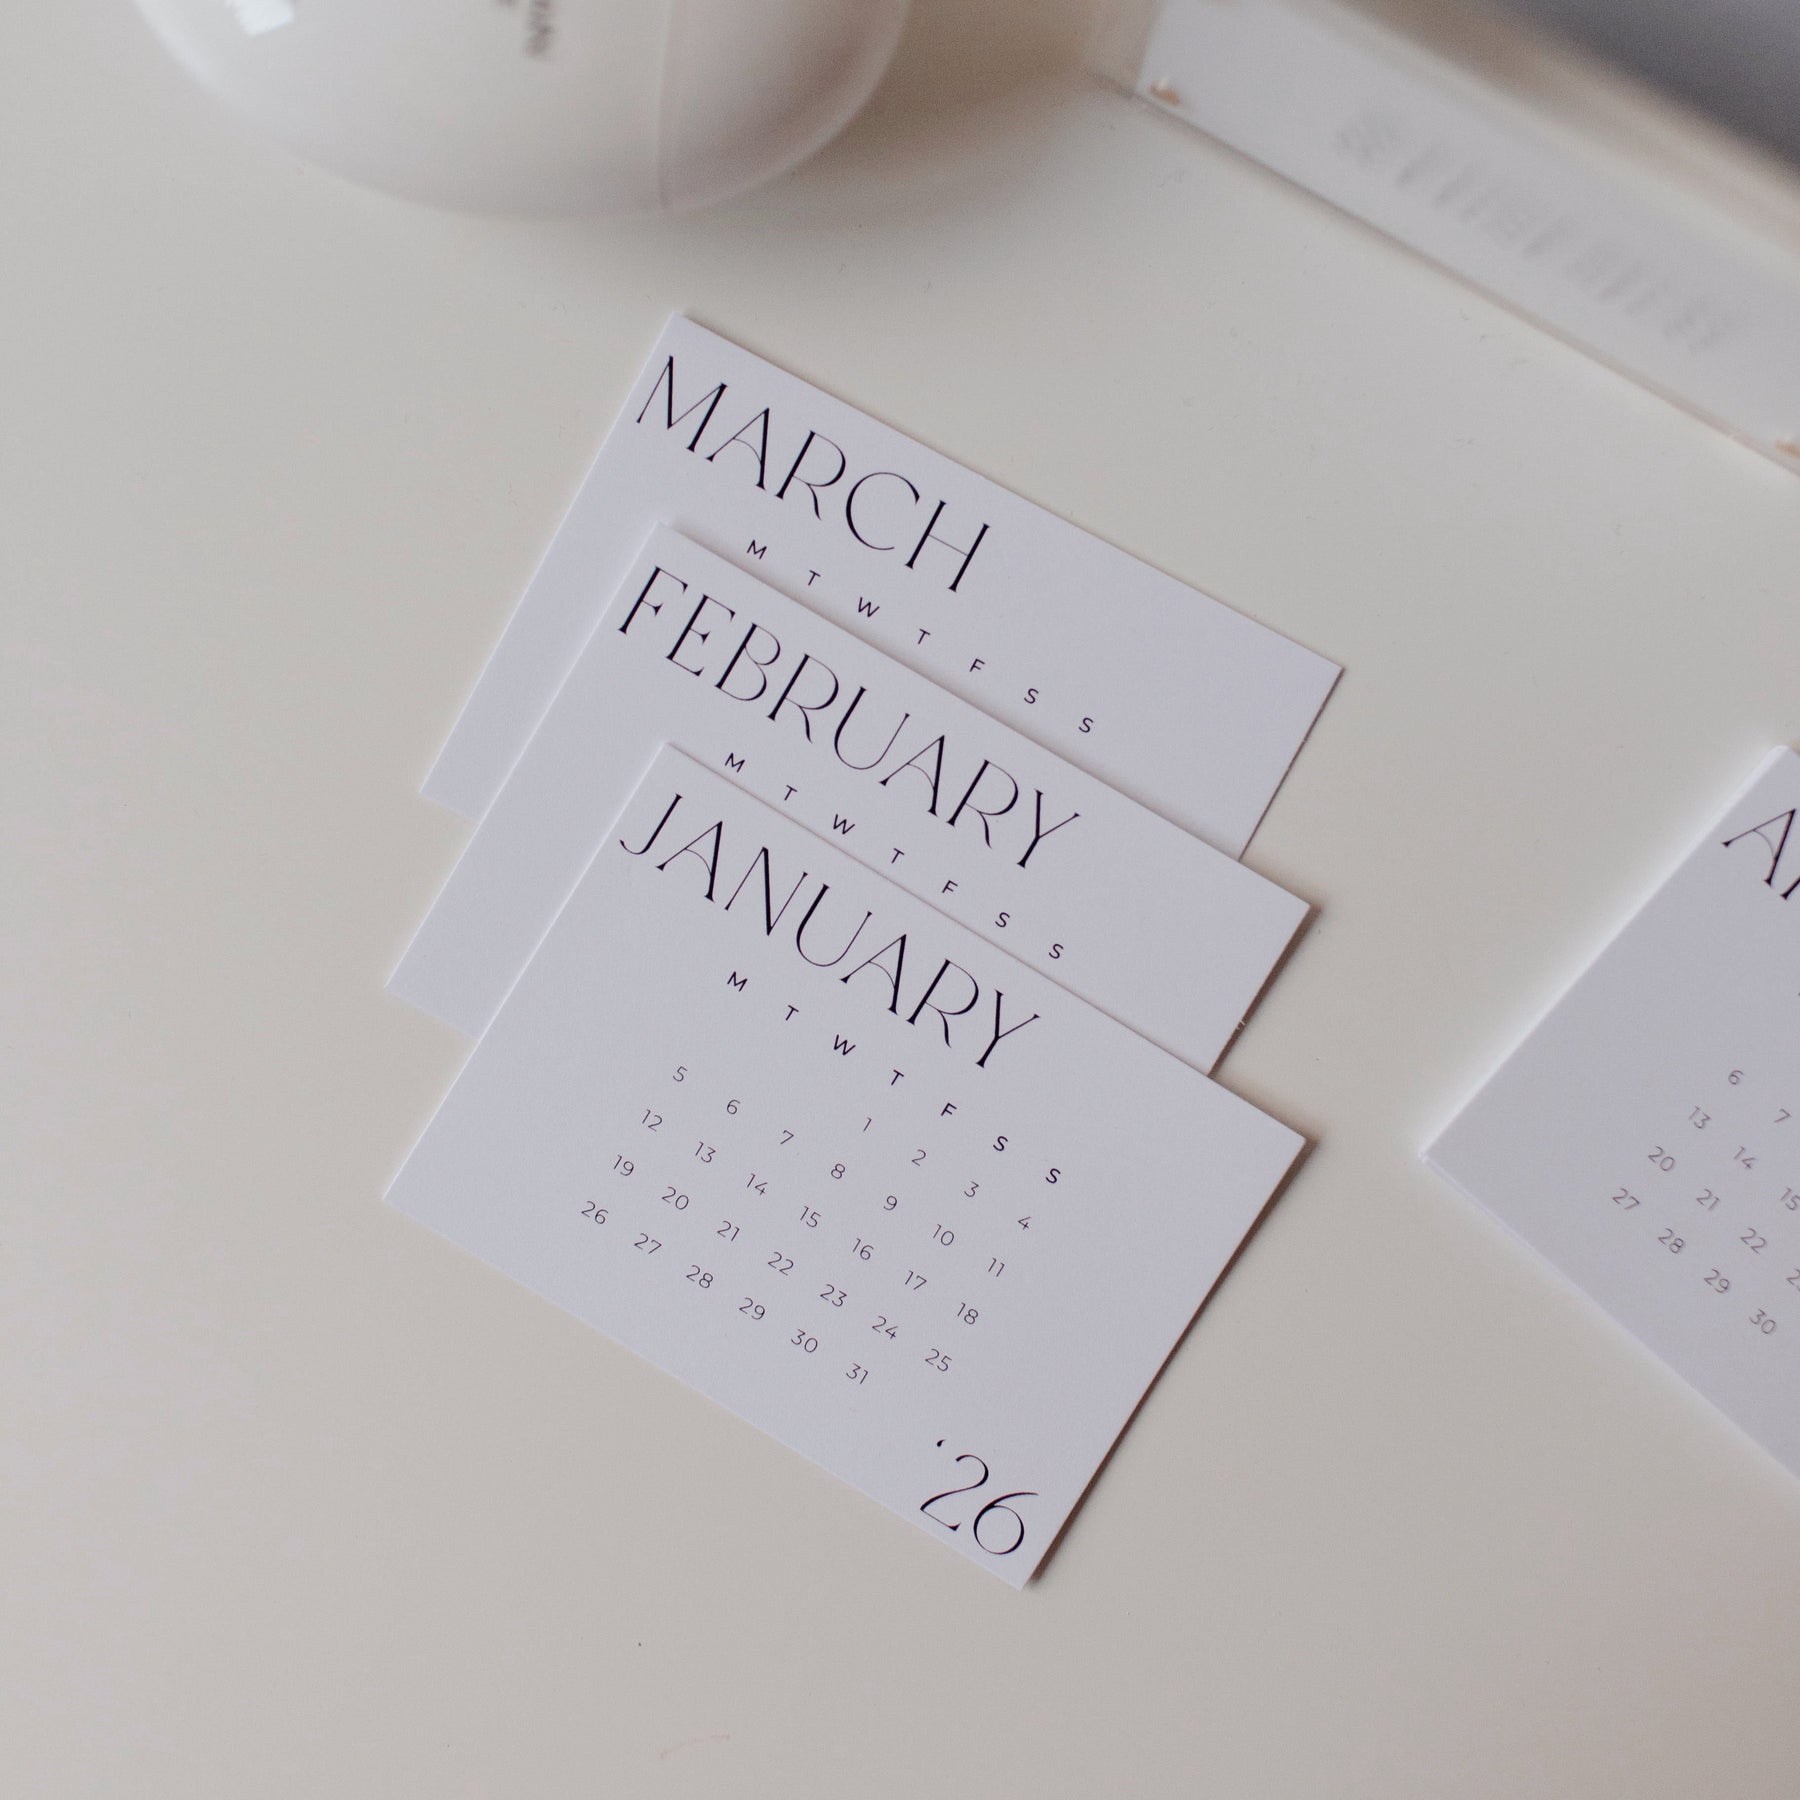 MARCH
M T W T F S S
FEBRUARY
M T W T F S S
JANUARY
M T W T F S S
1 2 3 4
5 6 7 8 9 10 11
12 13 14 15 16 17 18
19 20 21 22 23 24 25
26 27 28 29 30 31
‘26
6 7
13 14 15
20 21 22
27 28 29 30